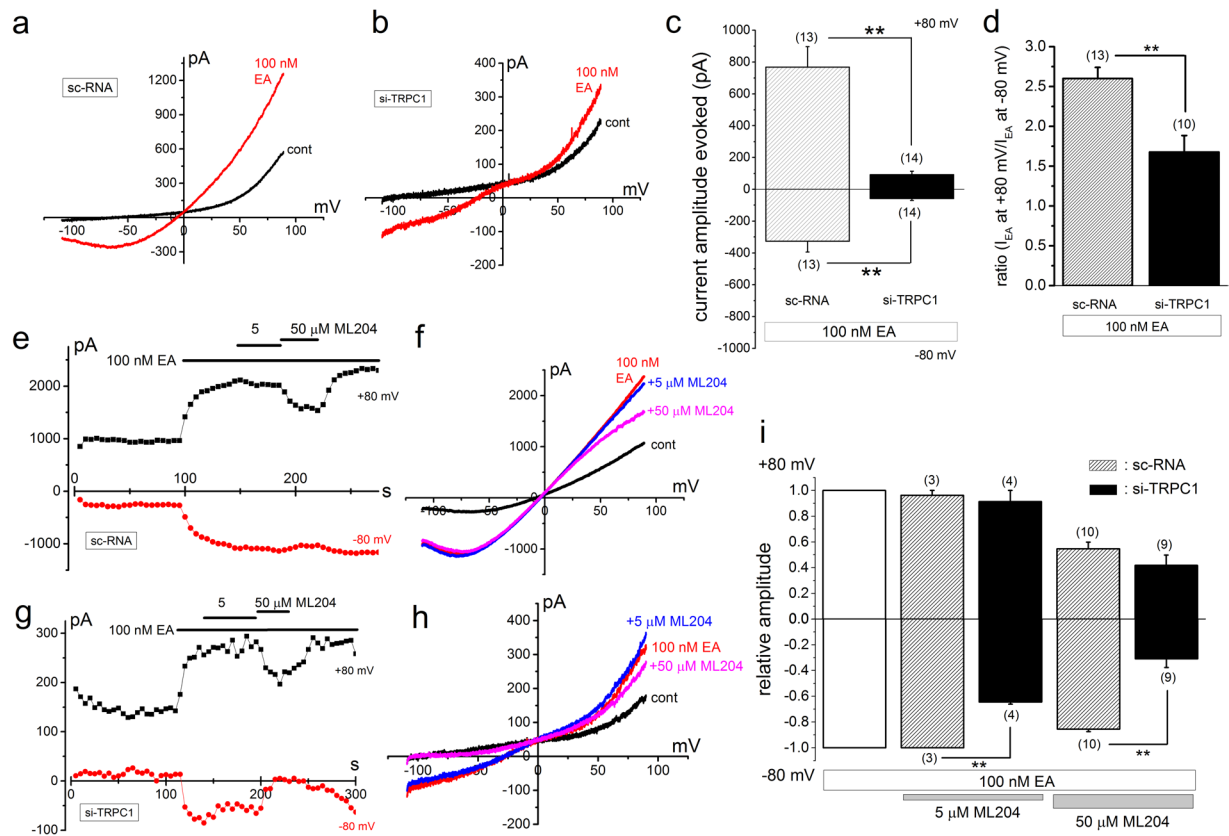 a
pA
1200
900
600
300
-300
-100
-50
0
50
100
mV
sc-RNA
100 nM
EA
cont
b
pA
400
300
200
100
0
-100
-200
-100
-50
50
100
mV
si-TRPC1
100 nM
EA
cont
c
current amplitude evoked (pA)
1000
800
600
400
200
0
-200
-400
-600
-800
-1000
+80 mV
**
(13)
(14)
(14)
(13)
**
sc-RNA
si-TRPC1
100 nM EA
-80 mV
d
ratio (IEA at +80 mV/IEA at -80 mV)
3.0
2.5
2.0
1.5
1.0
0.5
0.0
(13)
**
(10)
sc-RNA
si-TRPC1
100 nM EA
e
pA
5
50 μM ML204
100 nM EA
2000
1000
0
-1000
+80 mV
0
100
200
s
sc-RNA
-80 mV
f
pA
2000
1000
-1000
-100
-50
0
50
100
mV
100 nM
EA
+5 μM ML204
+50 μM ML204
cont
g
pA
5
50 μM ML204
100 nM EA
300
200
100
0
-100
+80 mV
0
100
200
300
s
si-TRPC1
-80 mV
h
pA
400
300
200
100
0
-100
-200
-100
-50
50
100
mV
+5 μM ML204
100 nM EA
+50 μM ML204
cont
i
+80 mV
: sc-RNA
: si-TRPC1
relative amplitude
1.0
0.8
0.6
0.4
0.2
0.0
-0.2
-0.4
-0.6
-0.8
-1.0
(3)
(4)
(10)
(9)
(3)
**
(4)
(10)
**
(9)
-80 mV
100 nM EA
5 μM ML204
50 μM ML204